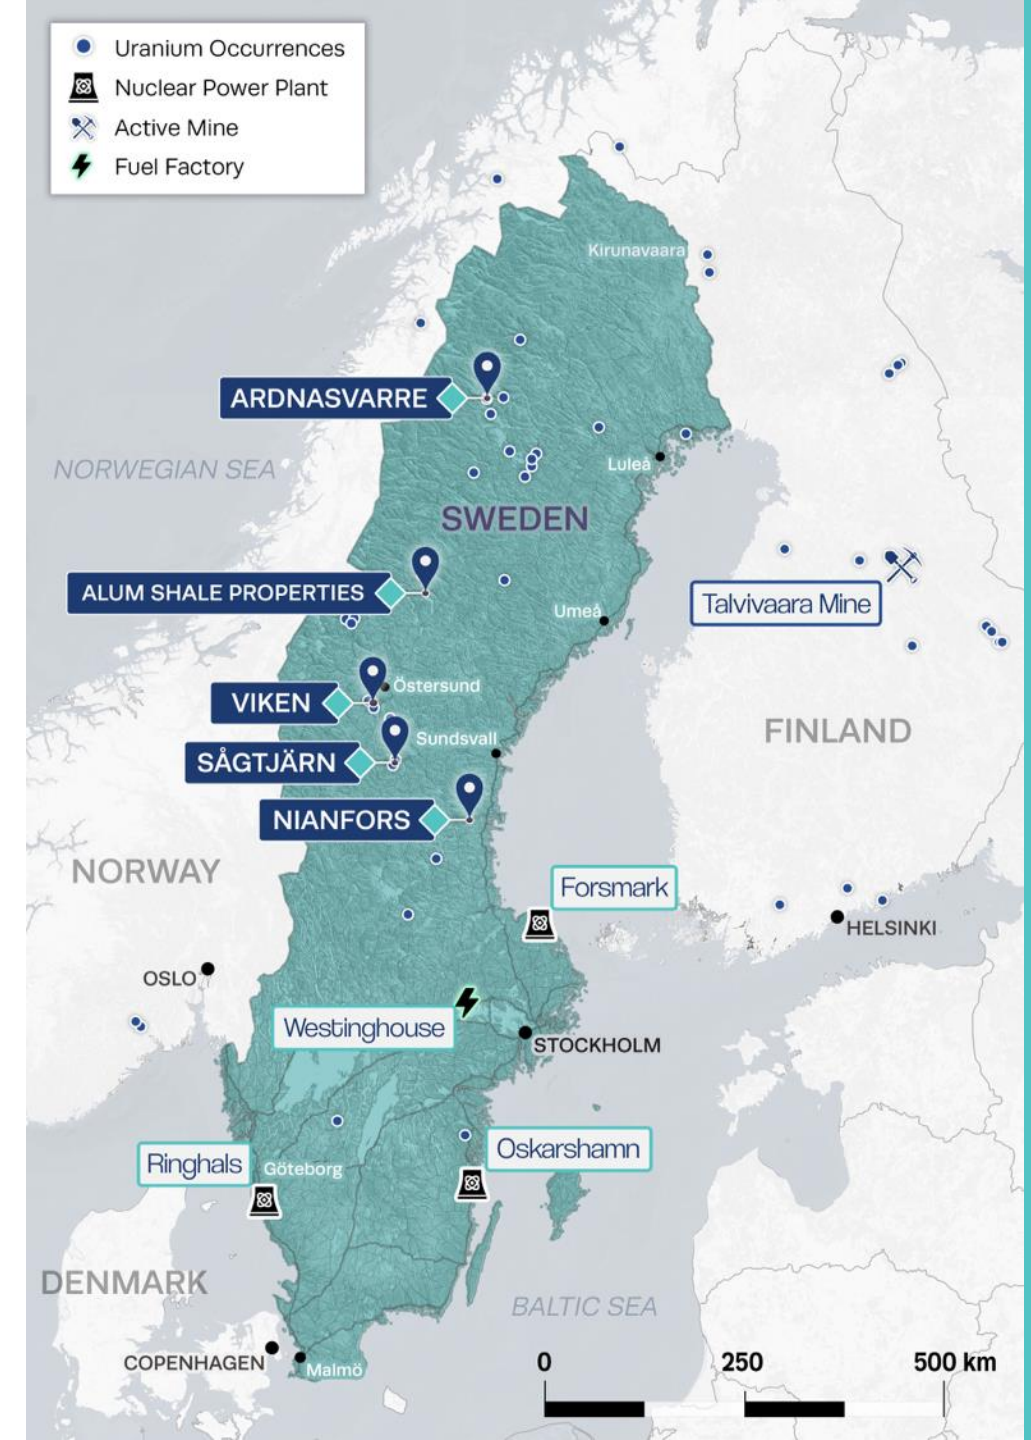 Uranium Occurrences
Nuclear Power Plant
Active Mine
Fuel Factory
Kirunavaara
ARDNASVARRE
NORWEGIAN SEA
Luleå
SWEDEN
ALUM SHALE PROPERTIES
Umeå
Talvivaara Mine
Östersund
VIKEN
Sundsvall
FINLAND
SÅGTJÄRN
NIANFORS
NORWAY
Forsmark
HELSINKI
OSLO
Westinghouse
STOCKHOLM
Oskarshamn
Ringhals
Göteborg
DENMARK
BALTIC SEA
COPENHAGEN
Malmö
0 250 500 km